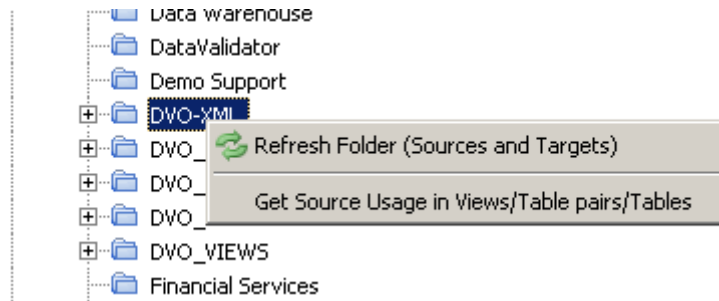 Data Warehouse
DataValidator
Demo Support
DVO-XML
Refresh Folder (Sources and Targets)
DVO_
DVO_
Get Source Usage in Views/Table pairs/Tables
DVO_
DVO_VIEWS
Financial Services